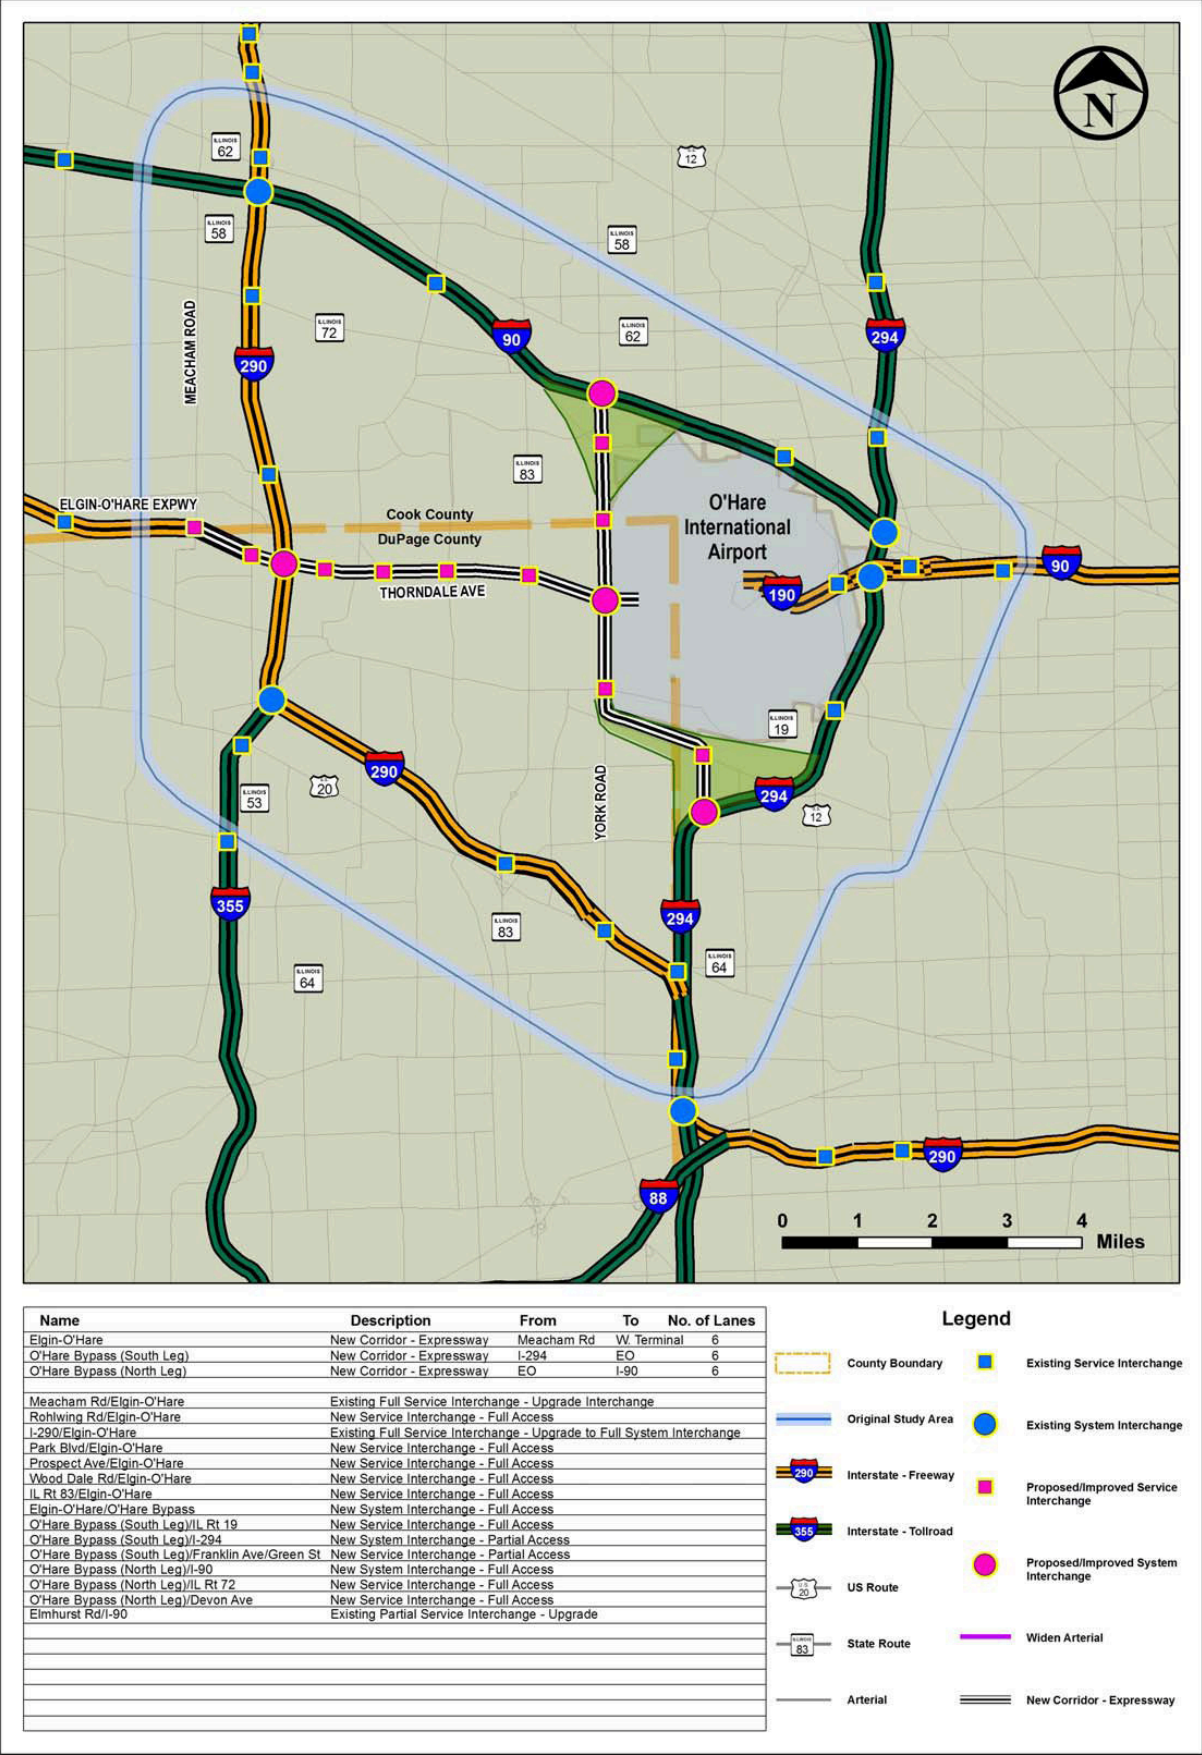 N
ILLINOIS
62
U S
12
ILLINOIS
58
ILLINOIS
58
MEACHAM ROAD
ILLINOIS
72
90
ILLINOIS
62
294
290
ILLINOIS
83
ELGIN-O'HARE EXPWY
Cook County
DuPage County
O'Hare
International
Airport
90
190
THORNDALE AVE
ILLINOIS
19
290
U S
20
ILLINOIS
53
YORK ROAD
294
U S
12
355
294
ILLINOIS
83
ILLINOIS
64
ILLINOIS
64
290
88
0 1 2 3 4
Miles
Name Description From To No. of Lanes
Elgin-O'Hare New Corridor - Expressway Meacham Rd W. Terminal 6
O'Hare Bypass (South Leg) New Corridor - Expressway I-294 EO 6
O'Hare Bypass (North Leg) New Corridor - Expressway EO I-90 6
Meacham Rd/Elgin-O'Hare Existing Full Service Interchange - Upgrade Interchange
Rohlwing Rd/Elgin-O'Hare New Service Interchange - Full Access
I-290/Elgin-O'Hare Existing Full Service Interchange - Upgrade to Full System Interchange
Park Blvd/Elgin-O'Hare New Service Interchange - Full Access
Prospect Ave/Elgin-O'Hare New Service Interchange - Full Access
Wood Dale Rd/Elgin-O'Hare New Service Interchange - Full Access
IL Rt 83/Elgin-O'Hare New Service Interchange - Full Access
Elgin-O'Hare/O'Hare Bypass New System Interchange - Full Access
O'Hare Bypass (South Leg)/IL Rt 19 New Service Interchange - Full Access
O'Hare Bypass (South Leg)/I-294 New System Interchange - Partial Access
O'Hare Bypass (South Leg)/Franklin Ave/Green St New Service Interchange - Partial Access
O'Hare Bypass (North Leg)/I-90 New System Interchange - Full Access
O'Hare Bypass (North Leg)/IL Rt 72 New Service Interchange - Full Access
O'Hare Bypass (North Leg)/Devon Ave New Service Interchange - Full Access
Elmhurst Rd/I-90 Existing Partial Service Interchange - Upgrade
Legend
County Boundary
Existing Service Interchange
Original Study Area
Existing System Interchange
290 Interstate - Freeway
Proposed/Improved Service
Interchange
355 Interstate - Tollroad
Proposed/Improved System
Interchange
U S
20 US Route
ILLINOIS
83 State Route
Widen Arterial
Arterial
New Corridor - Expressway